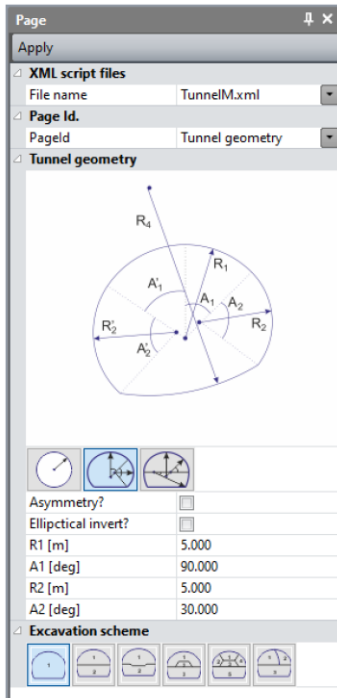 Page
Apply
XML script files
File name TunnelM.xml
Page Id.
PageId Tunnel geometry
Tunnel geometry
R4
R1
A'1
A1 A2
R'2
R2
A'2
Asymmetry?
Ellipctical invert?
R1 [m] 5.000
A1 [deg] 90.000
R2 [m] 5.000
A2 [deg] 30.000
Excavation scheme